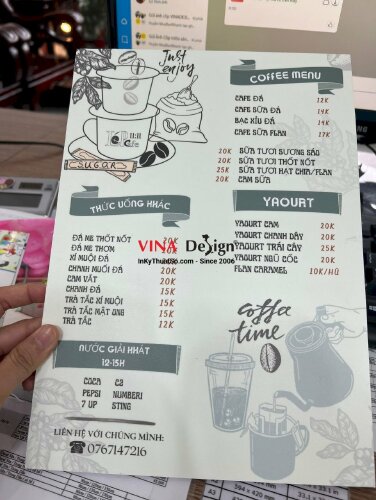 Just
enjoy
COFFEE MENU
CAFE ĐÁ 12K
CAFE SỮA ĐÁ 14K
BẠC XỈU ĐÁ 14K
CAFE SỮA FLAN 17K
Cafe
SUGAR
20K SỮA TƯƠI SƯƠNG SÁO
20K SỮA TƯƠI THỐT NỐT
25K SỮA TƯƠI HẠT CHIA/FLAN
20K CAM SỮA
THỨC UỐNG KHÁC
ĐÁ ME THỐT NỐT
ĐÁ ME THƠM
XÍ MUỘI ĐÁ
CHANH MUỐI ĐÁ 20K
CAM VẮT 20K
CHANH ĐÁ 15K
TRÀ TẮC XÍ MUỘI 15K
TRÀ TẮC MẬT ONG 15K
TRÀ TẮC 12K
YAOURT
YAOURT CAM 20K
YAOURT CHANH DÂY 20K
YAOURT TRÁI CÂY 25K
YAOURT NGŨ CỐC 20K
FLAN CARAMEL 10K/HŨ
VINA Design
InKyThuatSo.com - Since 2006
NƯỚC GIẢI KHÁT
12-15K
COCA C2
PEPSI NUMBER1
7 UP STING
coffee
time
LIÊN HỆ VỚI CHÚNG MÌNH:
☎ 0767147216
A3